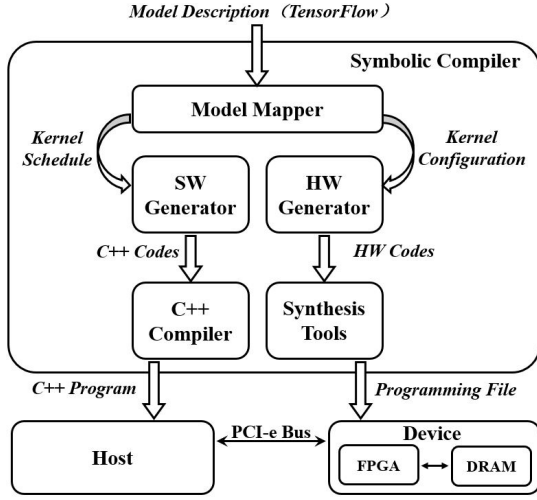 Model Description（TensorFlow）
Symbolic Compiler
Model Mapper
Kernel
Schedule
Kernel
Configuration
SW
Generator
HW
Generator
C++ Codes
HW Codes
C++
Compiler
Synthesis
Tools
C++ Program
Programming File
Host
PCI-e Bus
Device
FPGA
DRAM